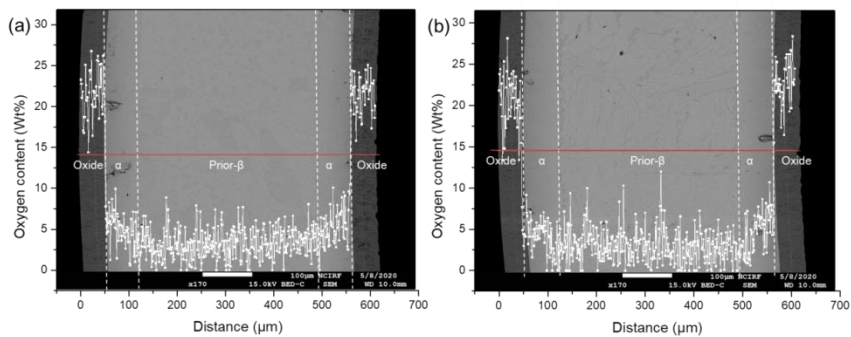 (a)
Oxygen content (Wt%)
30
25
20
15
10
5
0
Oxide α Prior-β α Oxide
100μm NCIRF 5/8/2020
x170 15.0kV BED-C SEM WD 10.0mm
0 100 200 300 400 500 600 700
Distance (μm)
(b)
Oxygen content (Wt%)
30
25
20
15
10
5
0
Oxide α Prior-β α Oxide
100μm NCIRF 5/8/2020
x170 15.0kV BED-C SEM WD 10.0mm
0 100 200 300 400 500 600 700
Distance (μm)